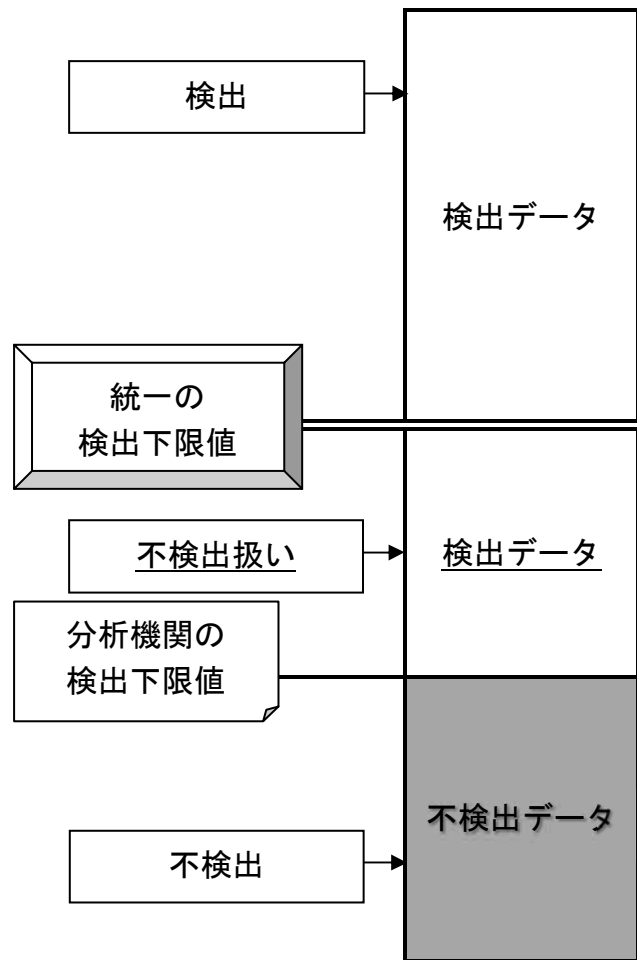 検出
検出データ
統一の
検出下限値
不検出扱い
検出データ
分析機関の
検出下限値
不検出データ
不検出